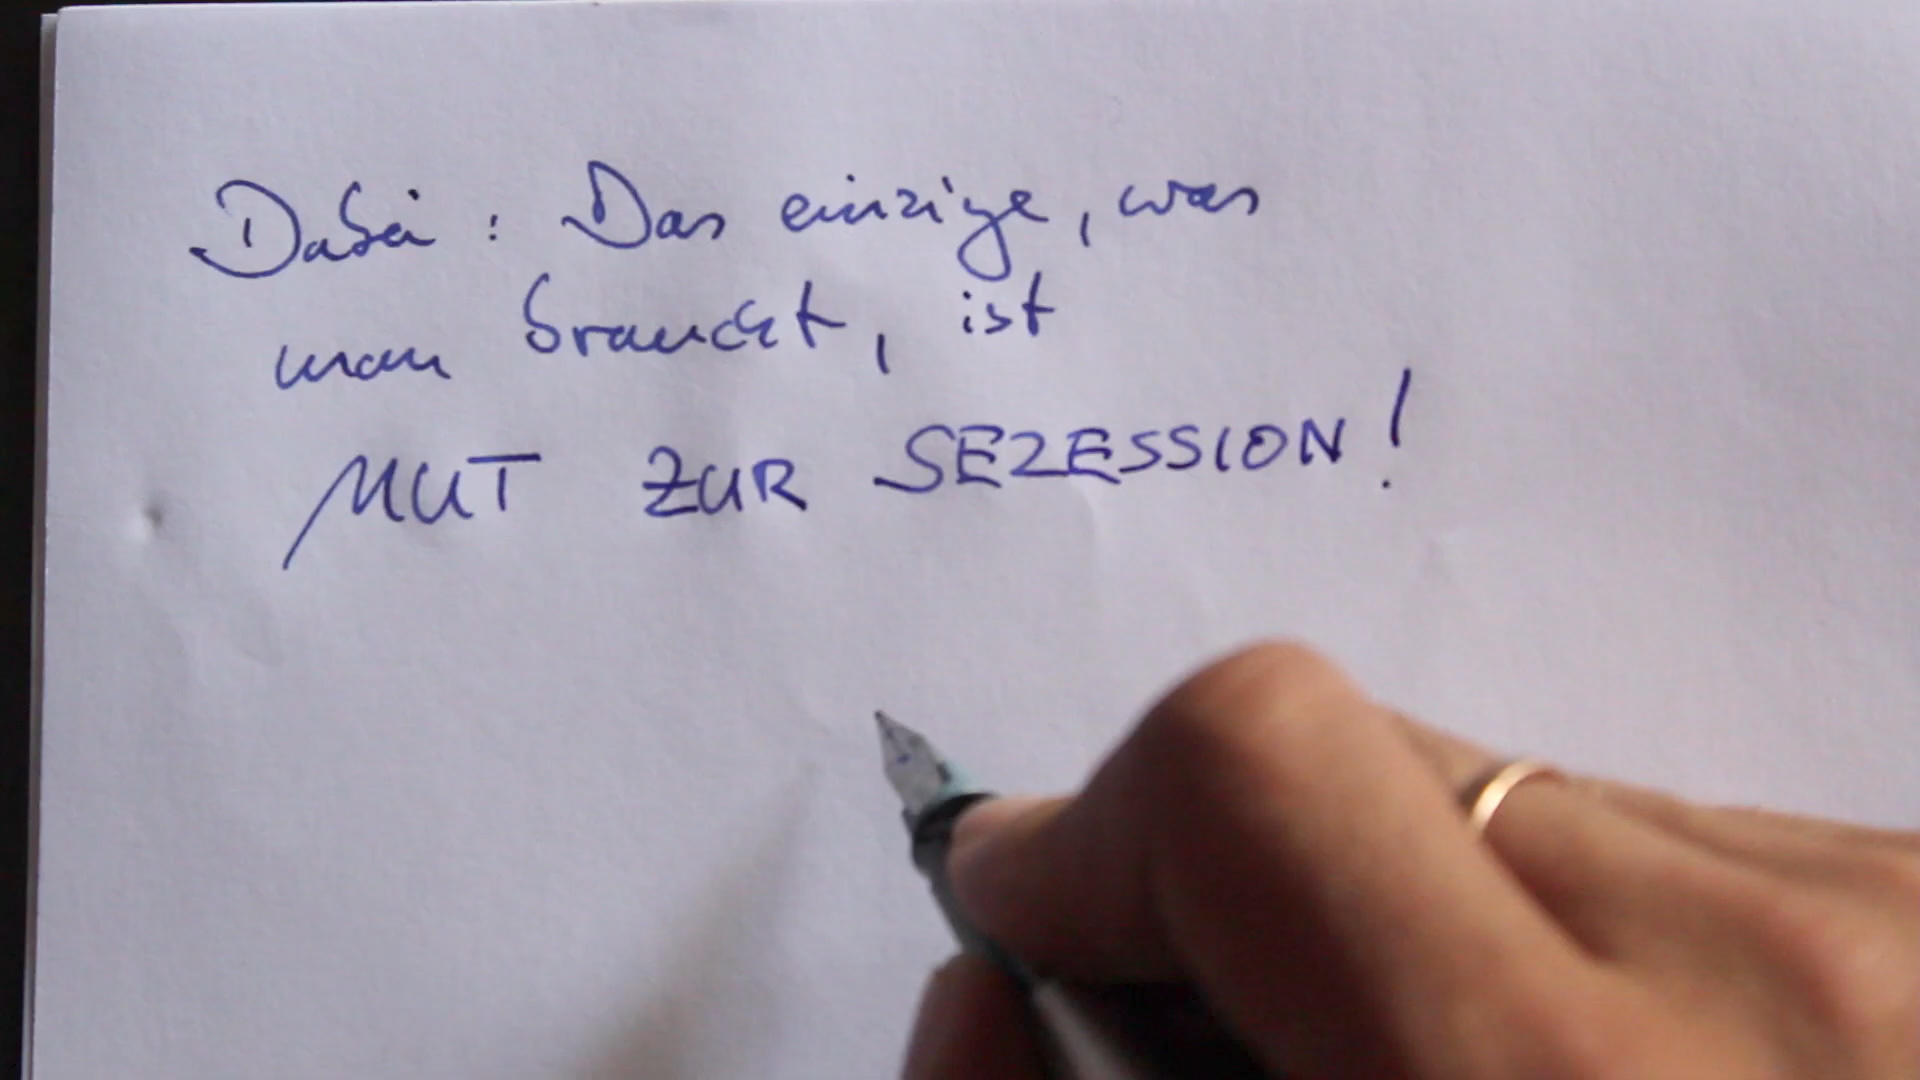 Dabei: Das einzige, was
man braucht, ist
MUT ZUR SEZESSION!